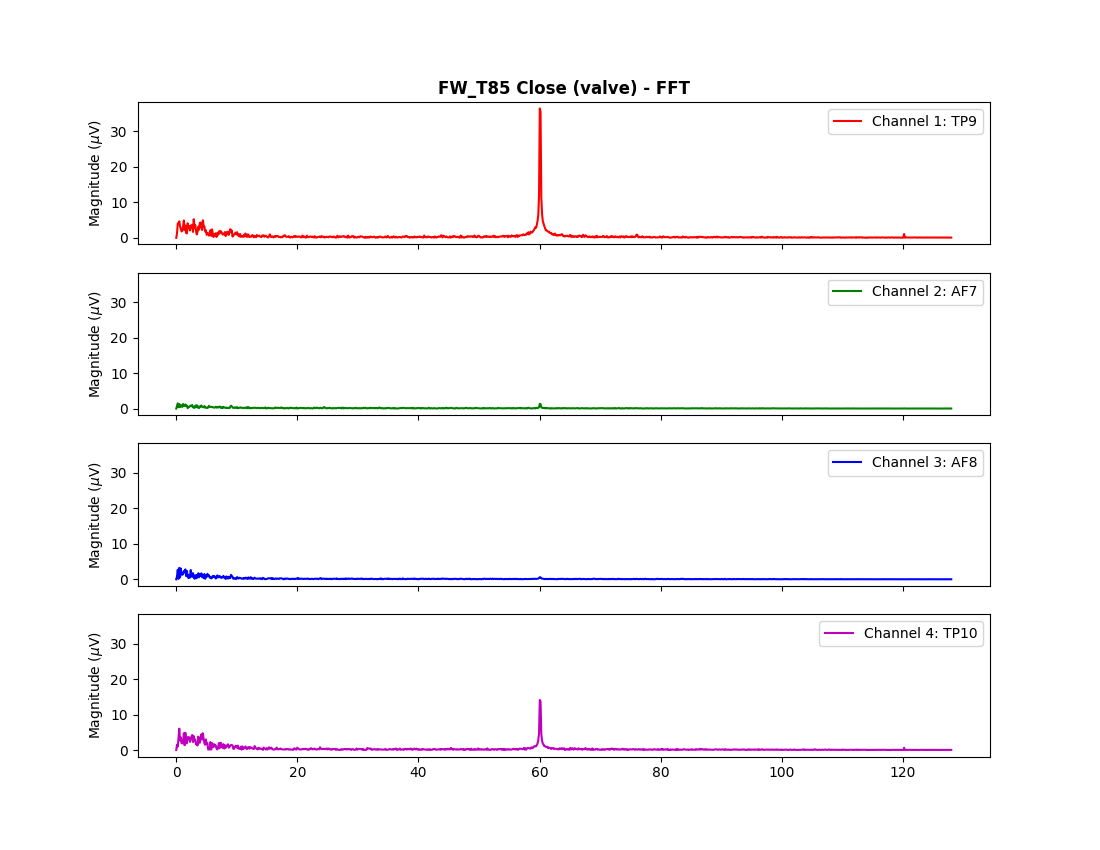 FW_T85 Close (valve) - FFT
Magnitude (μV)
30
20
10
0
Channel 1: TP9
Magnitude (μV)
30
20
10
0
Channel 2: AF7
Magnitude (μV)
30
20
10
0
Channel 3: AF8
Magnitude (μV)
30
20
10
0
Channel 4: TP10
0 20 40 60 80 100 120